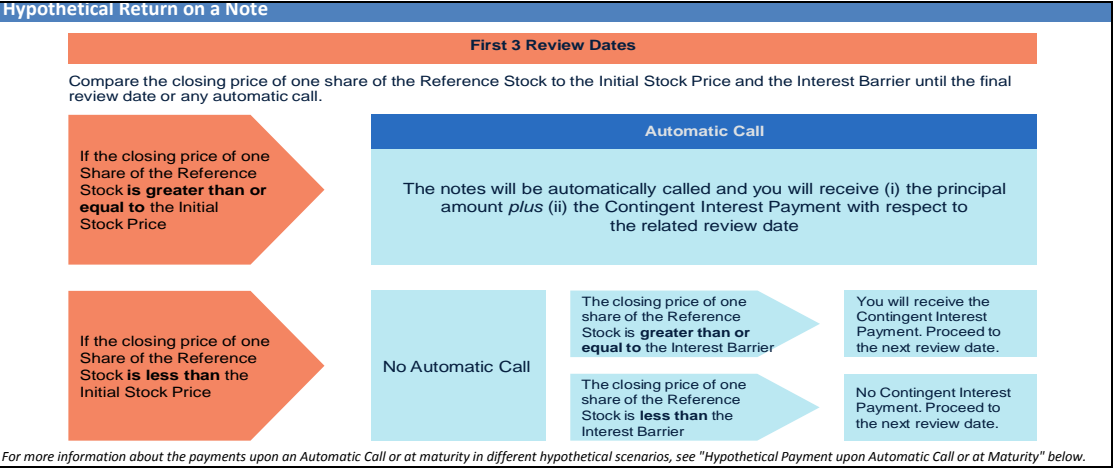 Hypothetical Return on a Note
First 3 Review Dates
Compare the closing price of one share of the Reference Stock to the Initial Stock Price and the Interest Barrier until the final
review date or any automatic call.
If the closing price of one
Share of the Reference
Stock is greater than or
equal to the Initial
Stock Price
Automatic Call
The notes will be automatically called and you will receive (i) the principal
amount plus (ii) the Contingent Interest Payment with respect to
the related review date
If the closing price of one
Share of the Reference
Stock is less than the
Initial Stock Price
No Automatic Call
The closing price of one
share of the Reference
Stock is greater than or
equal to the Interest Barrier
You will receive the
Contingent Interest
Payment. Proceed to
the next review date.
The closing price of one
share of the Reference
Stock is less than the
Interest Barrier
No Contingent Interest
Payment. Proceed to
the next review date.
For more information about the payments upon an Automatic Call or at maturity in different hypothetical scenarios, see "Hypothetical Payment upon Automatic Call or at Maturity" below.